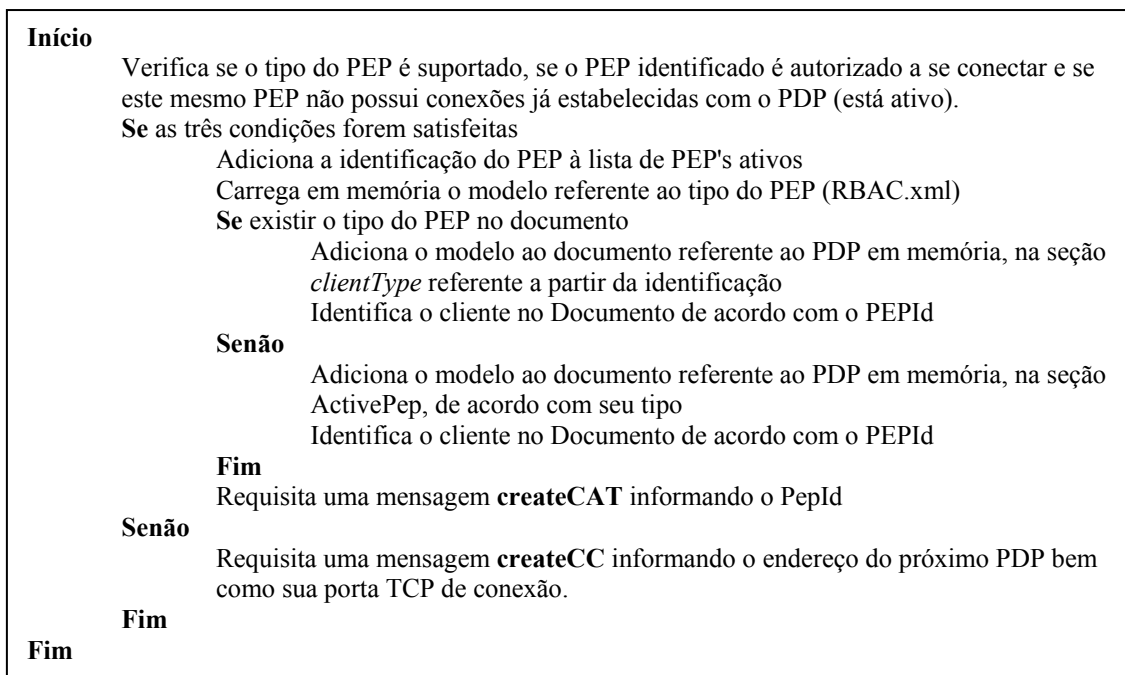 Início
Verifica se o tipo do PEP é suportado, se o PEP identificado é autorizado a se conectar e se
este mesmo PEP não possui conexões já estabelecidas com o PDP (está ativo).
Se as três condições forem satisfeitas
Adiciona a identificação do PEP à lista de PEP's ativos
Carrega em memória o modelo referente ao tipo do PEP (RBAC.xml)
Se existir o tipo do PEP no documento
Adiciona o modelo ao documento referente ao PDP em memória, na seção
clientType referente a partir da identificação
Identifica o cliente no Documento de acordo com o PEPId
Senão
Adiciona o modelo ao documento referente ao PDP em memória, na seção
ActivePep, de acordo com seu tipo
Identifica o cliente no Documento de acordo com o PEPId
Fim
Requisita uma mensagem createCAT informando o PepId
Senão
Requisita uma mensagem createCC informando o endereço do próximo PDP bem
como sua porta TCP de conexão.
Fim
Fim